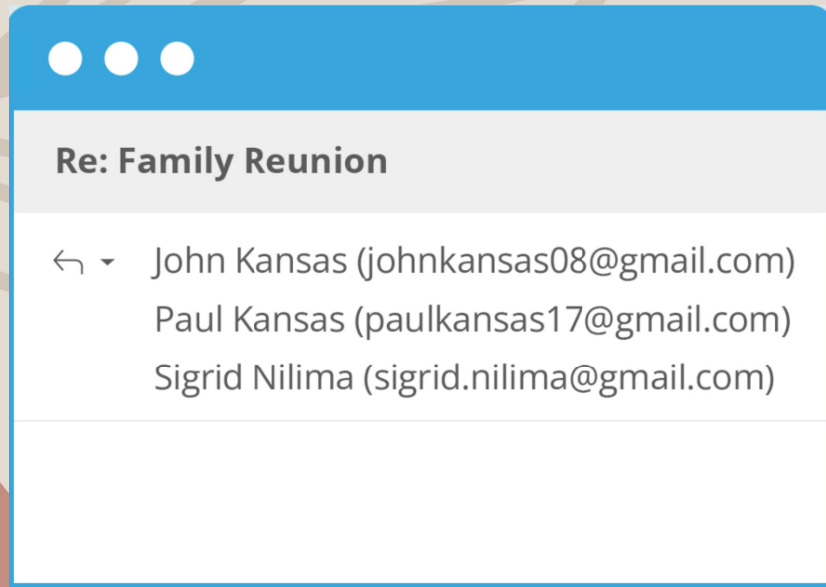 Re: Family Reunion
John Kansas (johnkansas08@gmail.com)
Paul Kansas (paulkansas17@gmail.com)
Sigrid Nilima (sigrid.nilima@gmail.com)